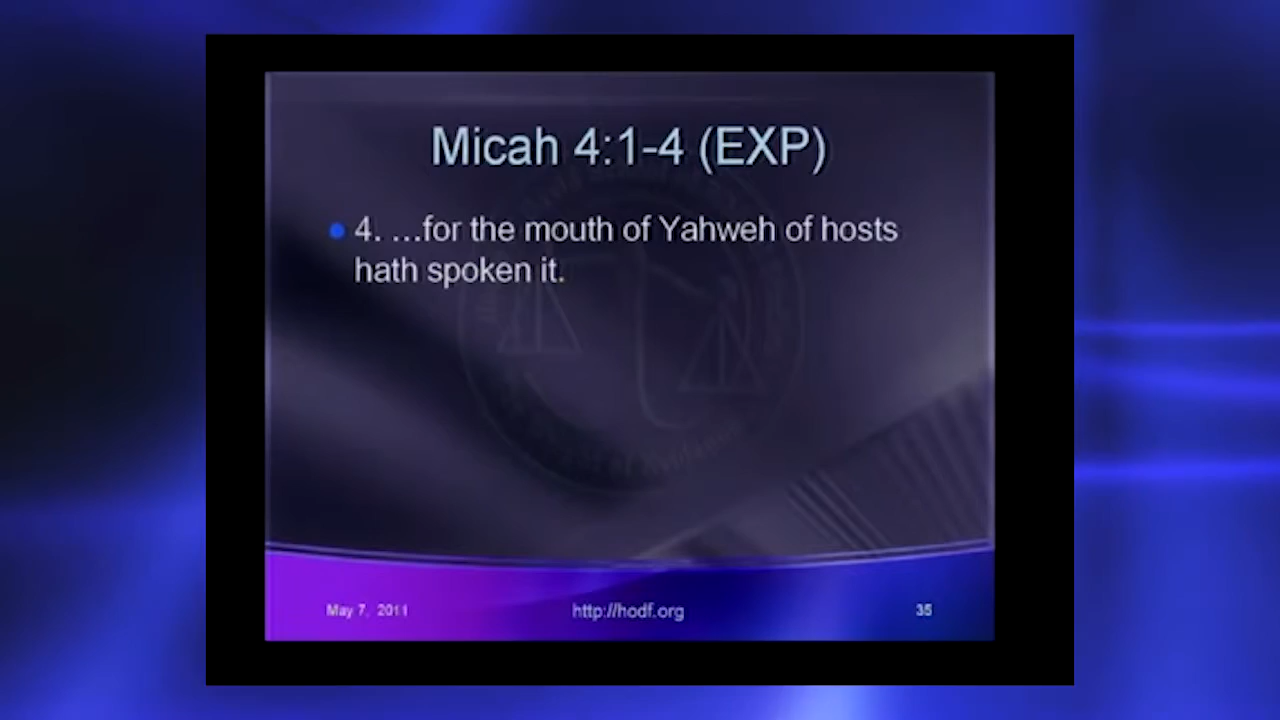 Micah 4:1-4 (EXP)
4. …for the mouth of Yahweh of hosts
hath spoken it.
May 7, 2011
http://hodf.org
35